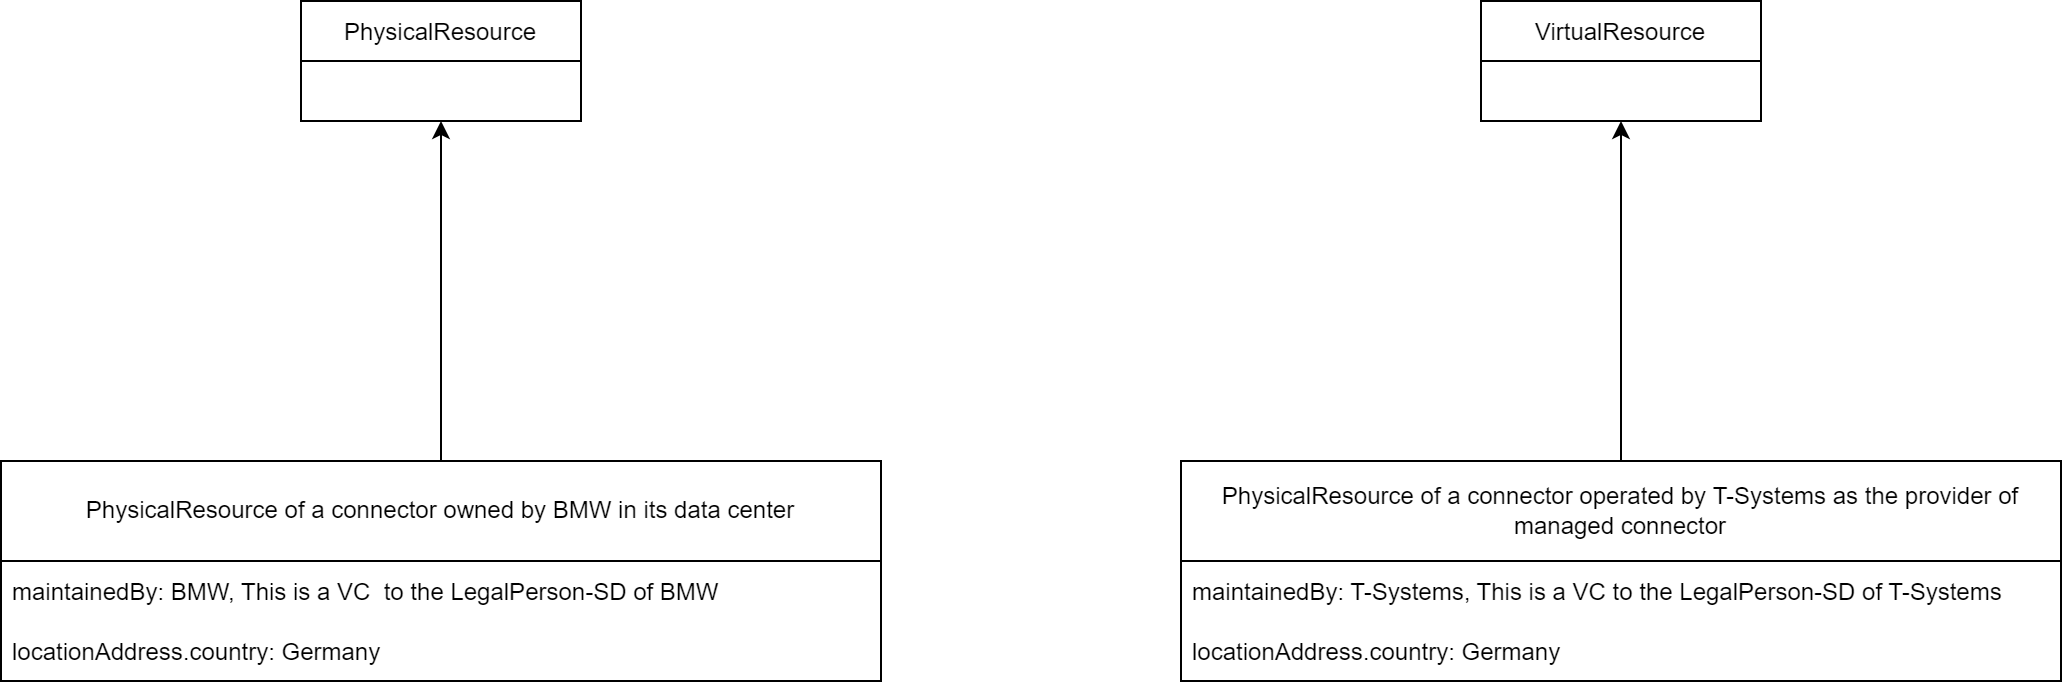 PhysicalResource
VirtualResource
PhysicalResource of a connector owned by BMW in its data center
maintainedBy: BMW, This is a VC  to the LegalPerson-SD of BMW
locationAddress.country: Germany
PhysicalResource of a connector operated by T-Systems as the provider of
managed connector
maintainedBy: T-Systems, This is a VC to the LegalPerson-SD of T-Systems
locationAddress.country: Germany